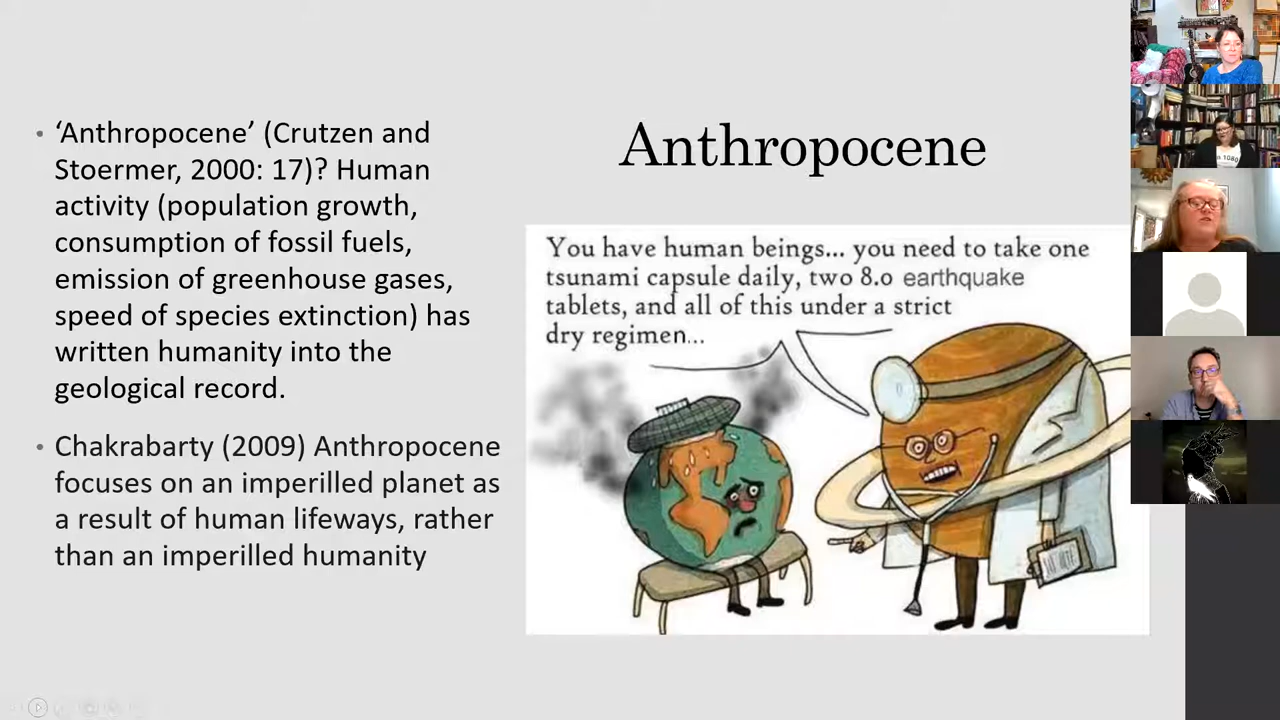 • ‘Anthropocene’ (Crutzen and
Stoermer, 2000: 17)? Human
activity (population growth,
consumption of fossil fuels,
emission of greenhouse gases,
speed of species extinction) has
written humanity into the
geological record.
• Chakrabarty (2009) Anthropocene
focuses on an imperilled planet as
a result of human lifeways, rather
than an imperilled humanity
Anthropocene
You have human beings... you need to take one
tsunami capsule daily, two 8.0 earthquake
tablets, and all of this under a strict
dry regimen...
1080